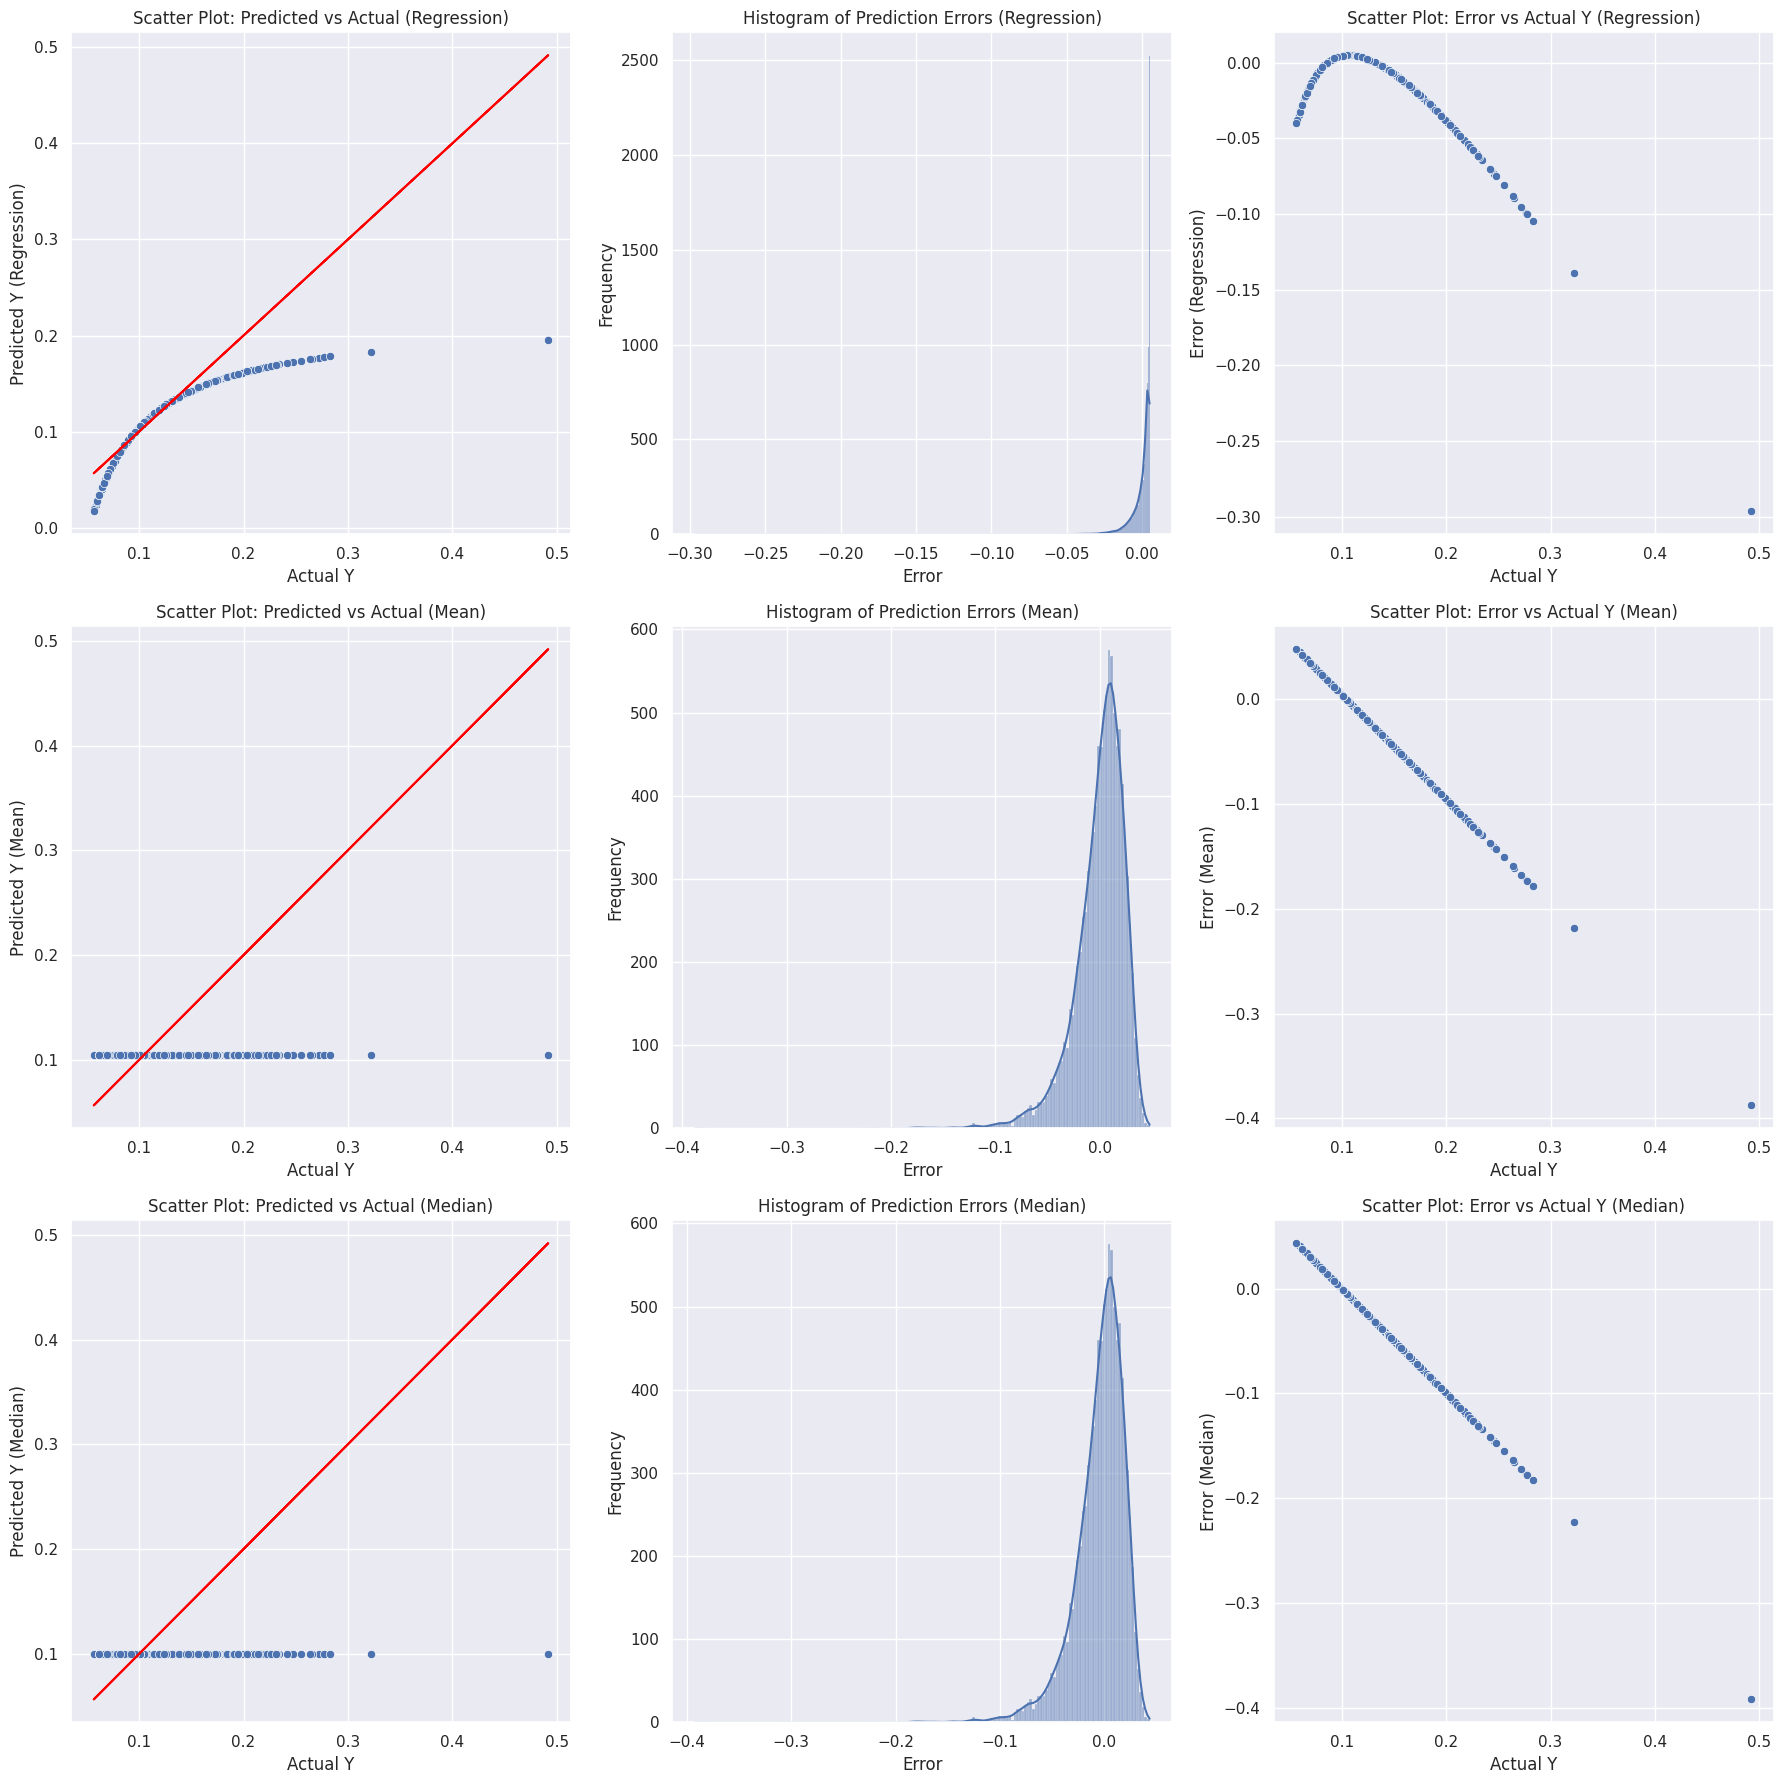 Scatter Plot: Predicted vs Actual (Regression)
Predicted Y (Regression)
0.5
0.4
0.3
0.2
0.1
0.0
0.1 0.2 0.3 0.4 0.5
Actual Y
Histogram of Prediction Errors (Regression)
Frequency
2500
2000
1500
1000
500
0
−0.30 −0.25 −0.20 −0.15 −0.10 −0.05 0.00
Error
Scatter Plot: Error vs Actual Y (Regression)
Error (Regression)
0.00
−0.05
−0.10
−0.15
−0.20
−0.25
−0.30
0.1 0.2 0.3 0.4 0.5
Actual Y
Scatter Plot: Predicted vs Actual (Mean)
Predicted Y (Mean)
0.5
0.4
0.3
0.2
0.1
0.1 0.2 0.3 0.4 0.5
Actual Y
Histogram of Prediction Errors (Mean)
Frequency
600
500
400
300
200
100
0
−0.4 −0.3 −0.2 −0.1 0.0
Error
Scatter Plot: Error vs Actual Y (Mean)
Error (Mean)
0.0
−0.1
−0.2
−0.3
−0.4
0.1 0.2 0.3 0.4 0.5
Actual Y
Scatter Plot: Predicted vs Actual (Median)
Predicted Y (Median)
0.5
0.4
0.3
0.2
0.1
0.1 0.2 0.3 0.4 0.5
Actual Y
Histogram of Prediction Errors (Median)
Frequency
600
500
400
300
200
100
0
−0.4 −0.3 −0.2 −0.1 0.0
Error
Scatter Plot: Error vs Actual Y (Median)
Error (Median)
0.0
−0.1
−0.2
−0.3
−0.4
0.1 0.2 0.3 0.4 0.5
Actual Y